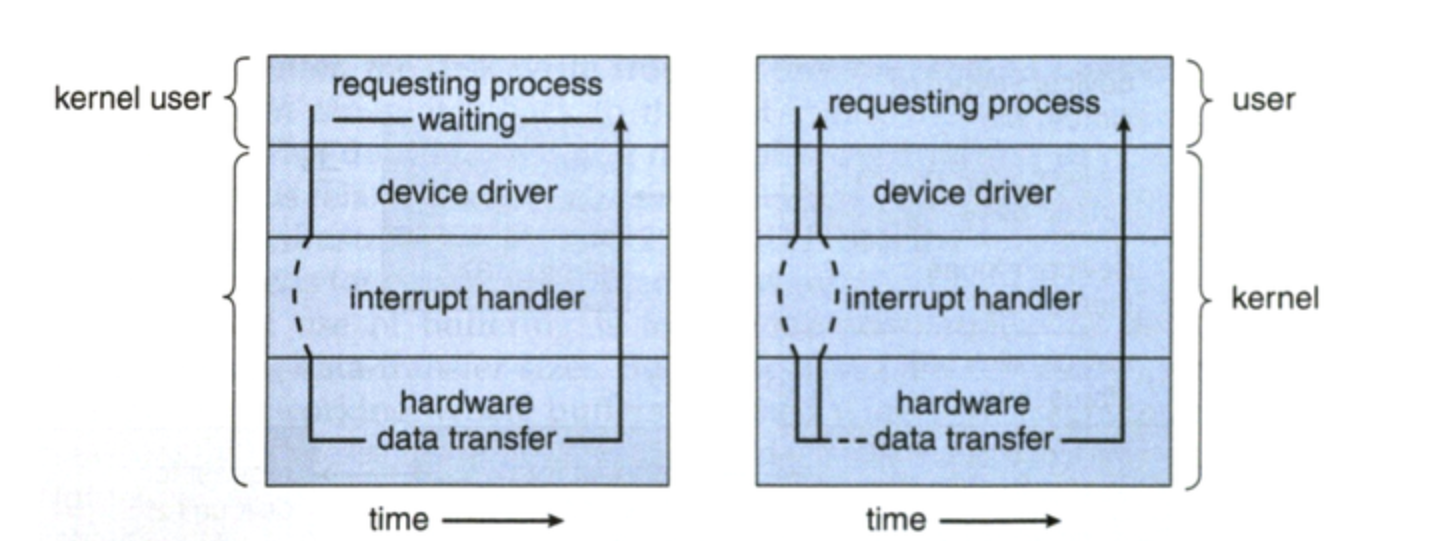 kernel user
requesting process
waiting
device driver
interrupt handler
hardware
data transfer
time
requesting process
device driver
interrupt handler
hardware
data transfer
time
user
kernel